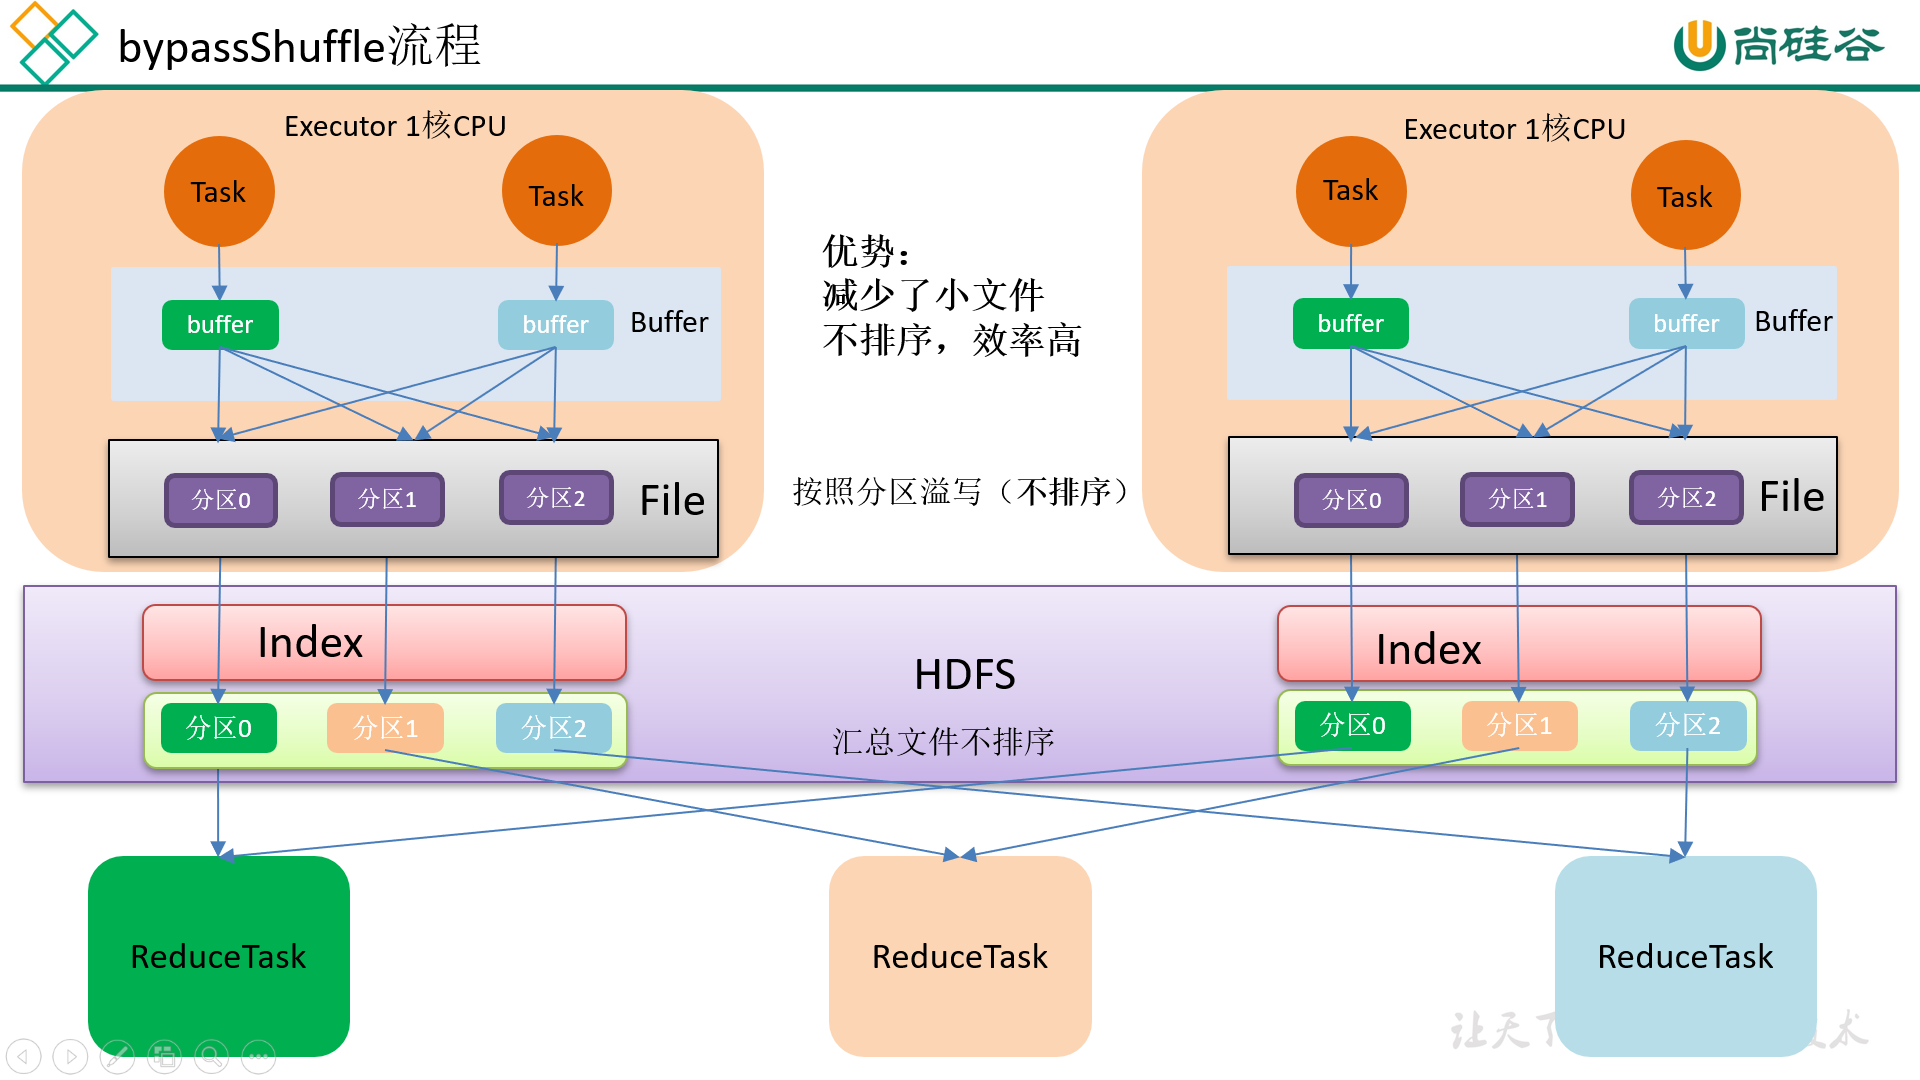 bypassShuffle流程
尚硅谷
Executor 1核CPU
Task
Task
buffer
buffer
Buffer
分区0
分区1
分区2
File
优势：
减少了小文件
不排序，效率高
按照分区溢写（不排序）
Executor 1核CPU
Task
Task
buffer
buffer
Buffer
分区0
分区1
分区2
File
Index
分区0
分区1
分区2
HDFS
汇总文件不排序
Index
分区0
分区1
分区2
ReduceTask
ReduceTask
ReduceTask
让天下
术